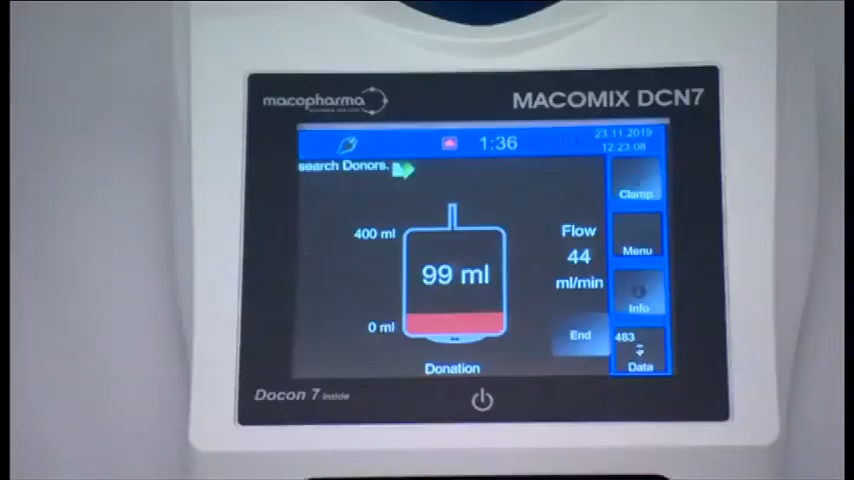 macopharma
MACOMIX DCN7
1:36
23.11.2019
12:23:08
search Donors.
Clamp
400 ml
Flow
44
ml/min
99 ml
Menu
Info
0 ml
End
483
Data
Donation
Docon 7 inside